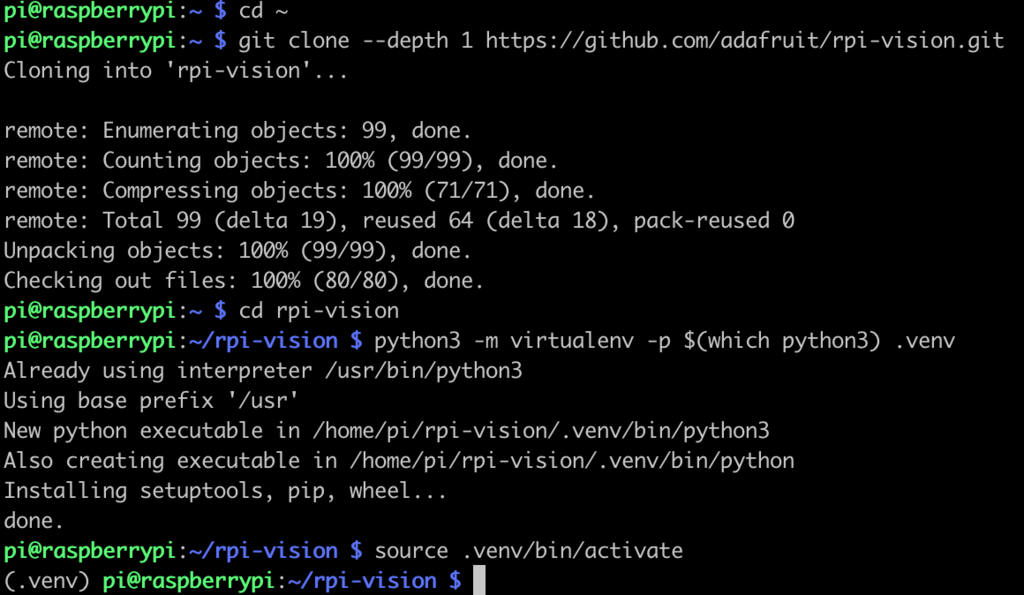 pi@raspberrypi:~ $ cd ~
pi@raspberrypi:~ $ git clone --depth 1 https://github.com/adafruit/rpi-vision.git
Cloning into 'rpi-vision'...
remote: Enumerating objects: 99, done.
remote: Counting objects: 100% (99/99), done.
remote: Compressing objects: 100% (71/71), done.
remote: Total 99 (delta 19), reused 64 (delta 18), pack-reused 0
Unpacking objects: 100% (99/99), done.
Checking out files: 100% (80/80), done.
pi@raspberrypi:~ $ cd rpi-vision
pi@raspberrypi:~/rpi-vision $ python3 -m virtualenv -p $(which python3) .venv
Already using interpreter /usr/bin/python3
Using base prefix '/usr'
New python executable in /home/pi/rpi-vision/.venv/bin/python3
Also creating executable in /home/pi/rpi-vision/.venv/bin/python
Installing setuptools, pip, wheel...
done.
pi@raspberrypi:~/rpi-vision $ source .venv/bin/activate
(.venv) pi@raspberrypi:~/rpi-vision $